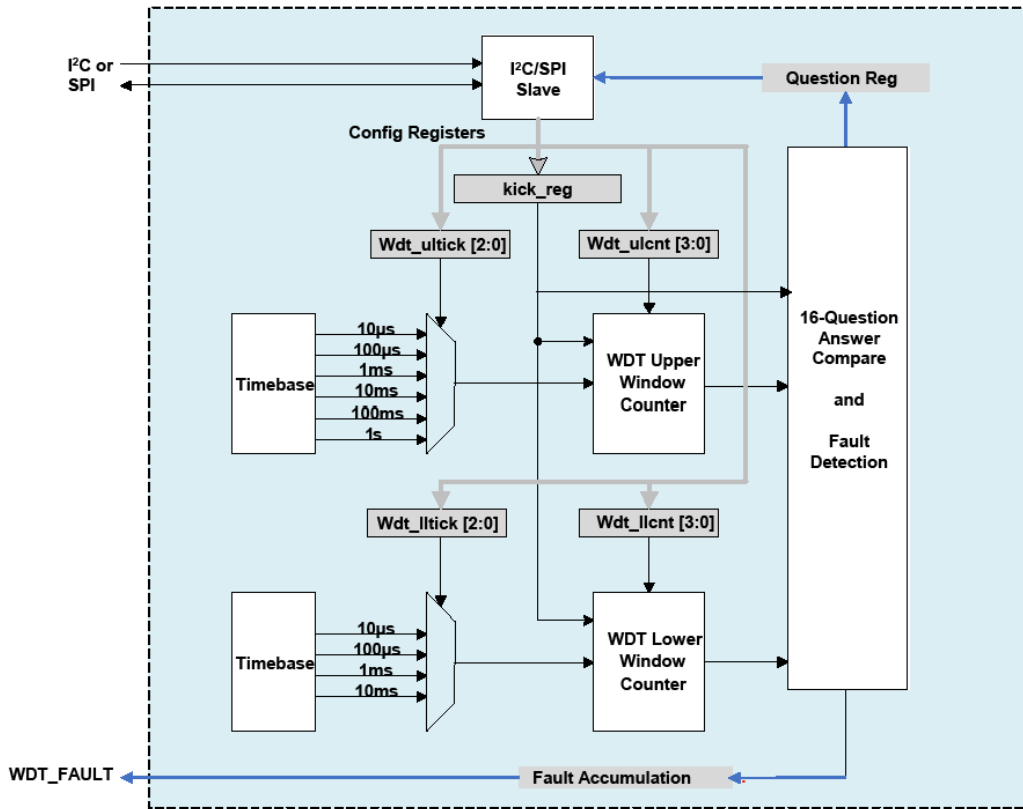 I²C or
SPI
I²C/SPI
Slave
Question Reg
Config Registers
kick_reg
Wdt_ultick [2:0]
Wdt_ulcnt [3:0]
Timebase
10µs
100µs
1ms
10ms
100ms
1s
WDT Upper
Window
Counter
16-Question
Answer
Compare
and
Fault
Detection
Wdt_lltick [2:0]
Wdt_llcnt [3:0]
Timebase
10µs
100µs
1ms
10ms
WDT Lower
Window
Counter
WDT_FAULT
Fault Accumulation